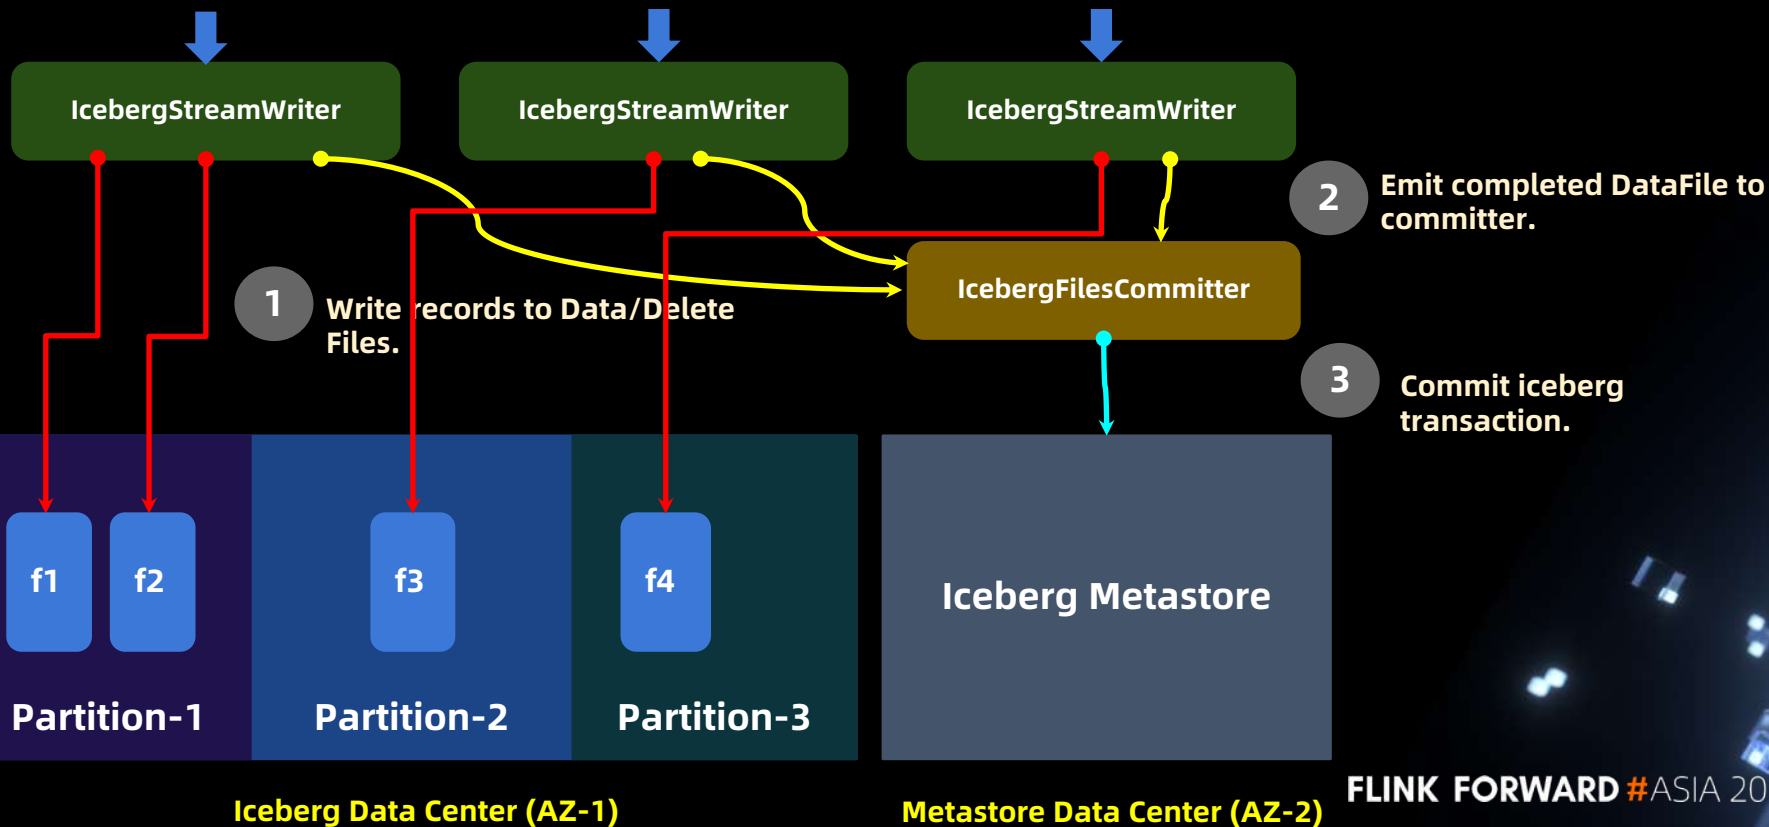 IcebergStreamWriter
IcebergStreamWriter
IcebergStreamWriter
2
Emit completed DataFile to
committer.
IcebergFilesCommitter
1
Write records to Data/Delete
Files.
3
Commit iceberg
transaction.
f1
f2
f3
f4
Iceberg Metastore
Partition-1
Partition-2
Partition-3
Iceberg Data Center (AZ-1)
Metastore Data Center (AZ-2)
FLINK FORWARD #ASIA 20